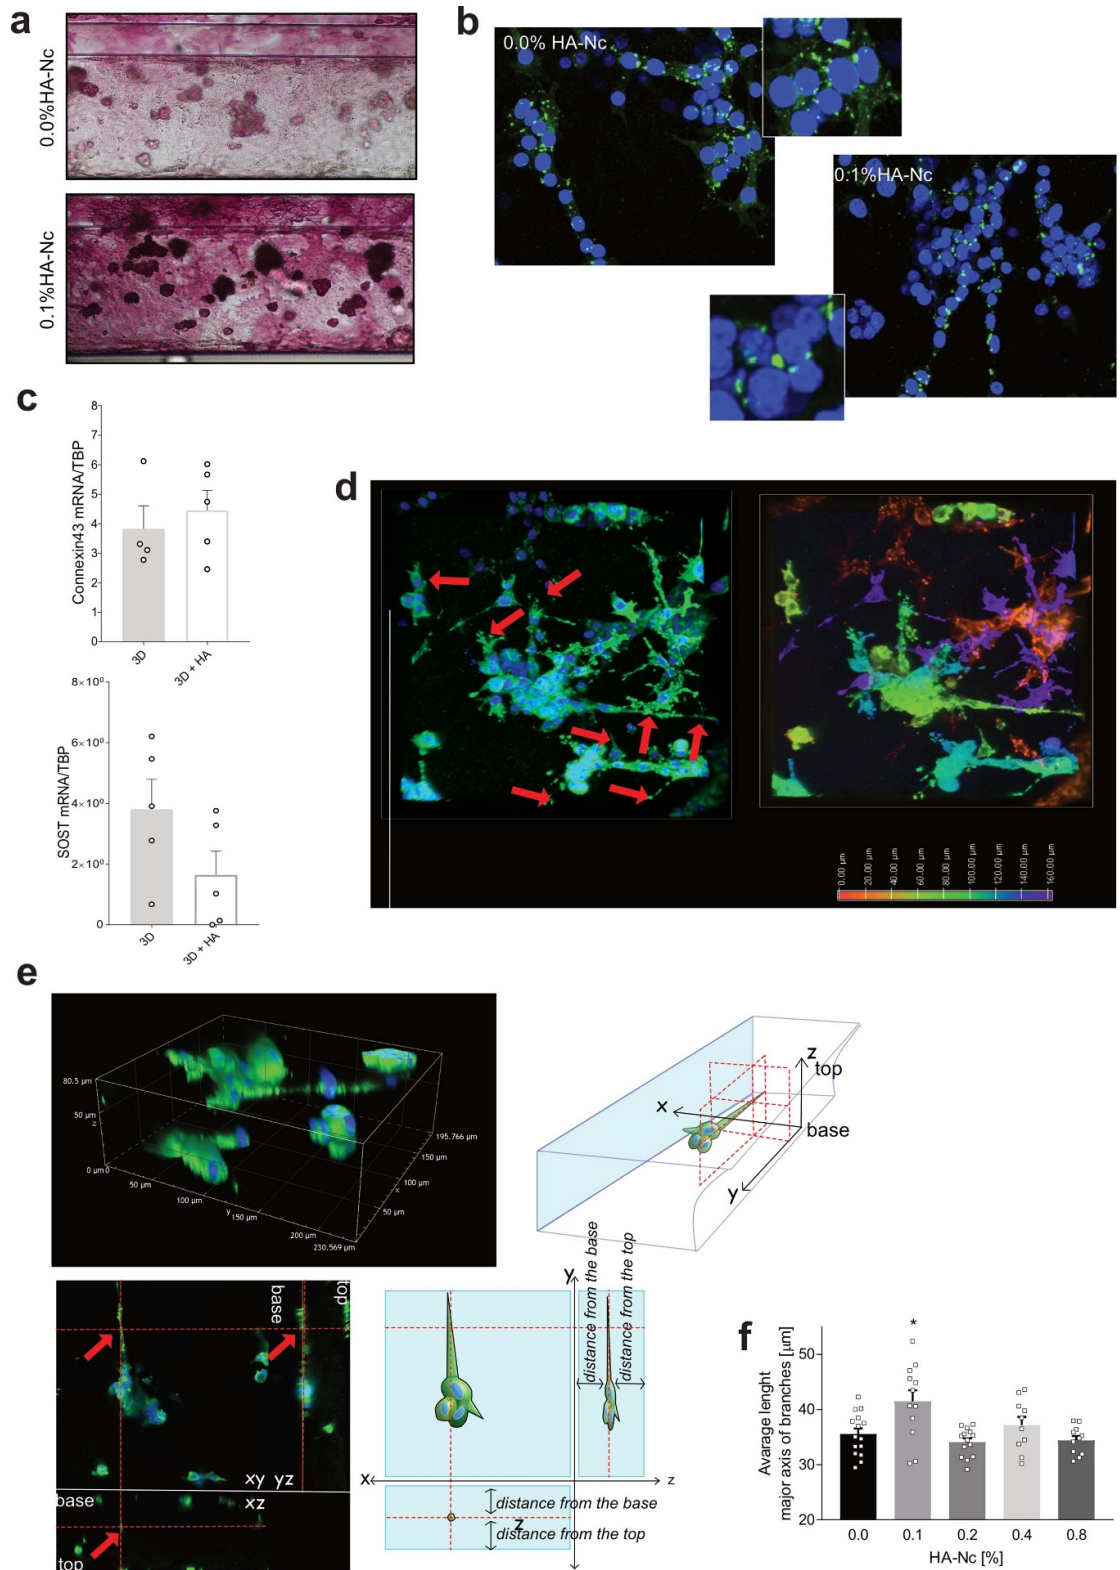 a
0.0%HA-Nc
0.1%HA-Nc
b
0.0% HA-Nc
0.1%HA-Nc
c
Connexin43 mRNA/TBP
8
7
6
5
4
3
2
1
0
3D
3D + HA
SOST mRNA/TBP
8×10⁰
6×10⁰
4×10⁰
2×10⁰
0
3D
3D + HA
d
0.00 µm
20.00 µm
40.00 µm
60.00 µm
80.00 µm
100.00 µm
120.00 µm
140.00 µm
160.00 µm
e
80.5 µm
50 µm
z
0 µm 0
50 µm
100 µm
y
150 µm
200 µm
230.569 µm
50 µm
100 µm
x
150 µm
195.766 µm
z
top
x
base
y
base
top
xy yz
base
xz
top
y
distance from the base
distance from the top
x
z
distance from the base
z
distance from the top
f
Avarage lenght
major axis of branches [µm]
50
40
30
20
*
0.0 0.1 0.2 0.4 0.8
HA-Nc [%]